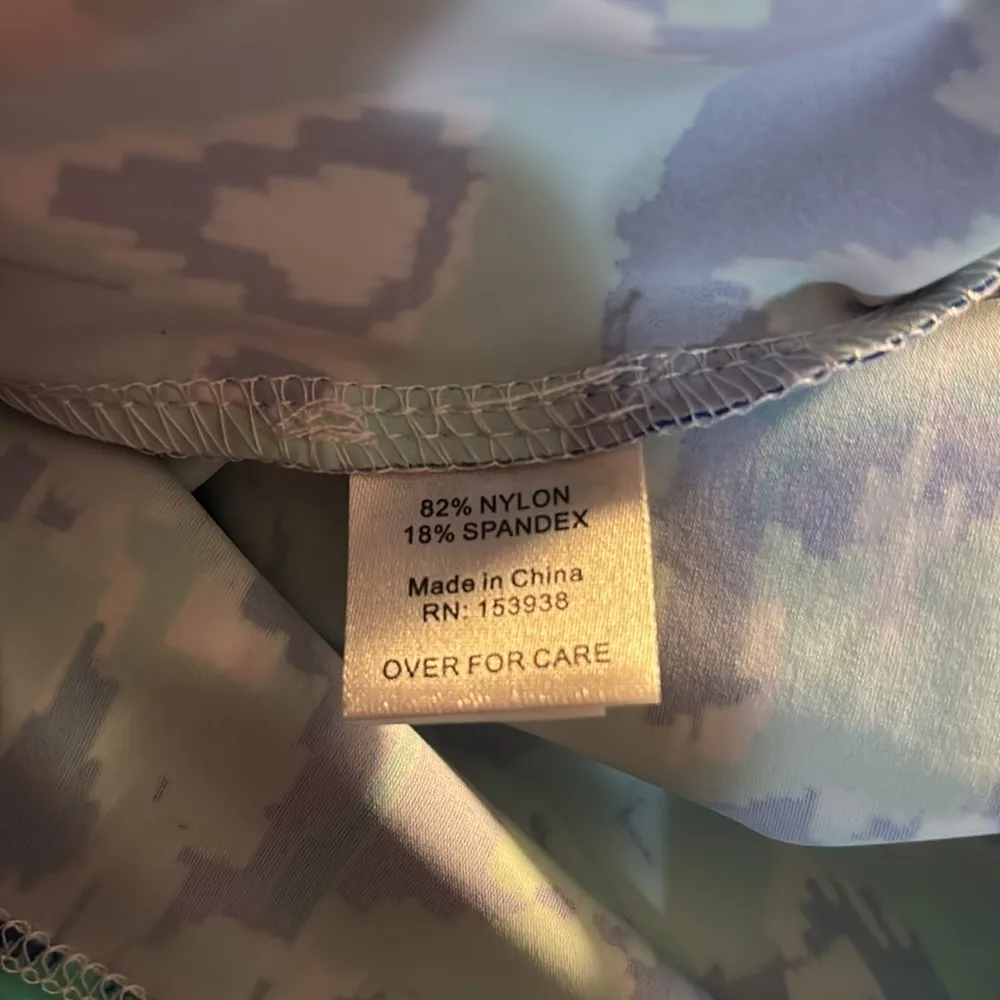 82% NYLON
18% SPANDEX
Made in China
RN: 153938
OVER FOR CARE